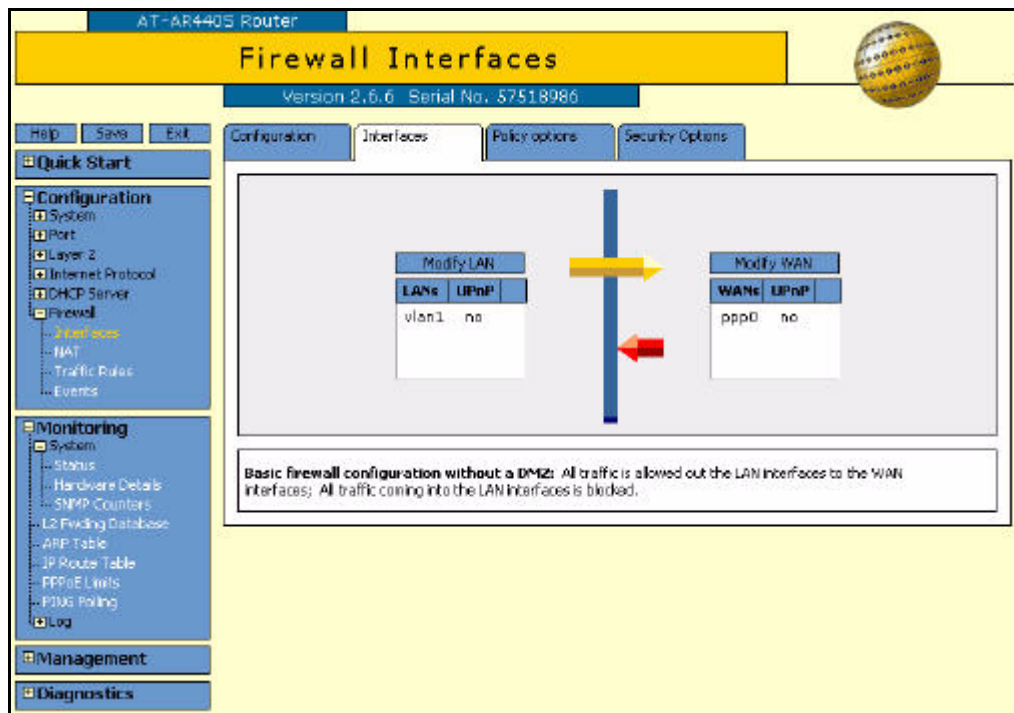 AT-AR440S Router
Firewall Interfaces
Version 2.6.6 Serial No. 57518986
Help Save Exit
Quick Start
Configuration
System
Port
Layer 2
Internet Protocol
DHCP Server
Firewall
Interfaces
NAT
Traffic Rules
Events
Monitoring
System
Status
Hardware Details
SNMP Counters
L2 Fwding Database
ARP Table
IP Route Table
PPPoE Limits
PING Polling
Log
Management
Diagnostics
Configuration Interfaces Policy options Security Options
Modify LAN
LANs UPnP
vlan1 no
Modify WAN
WANs UPnP
ppp0 no
Basic firewall configuration without a DMZ: All traffic is allowed out the LAN interfaces to the WAN
interfaces; All traffic coming into the LAN interfaces is blocked.